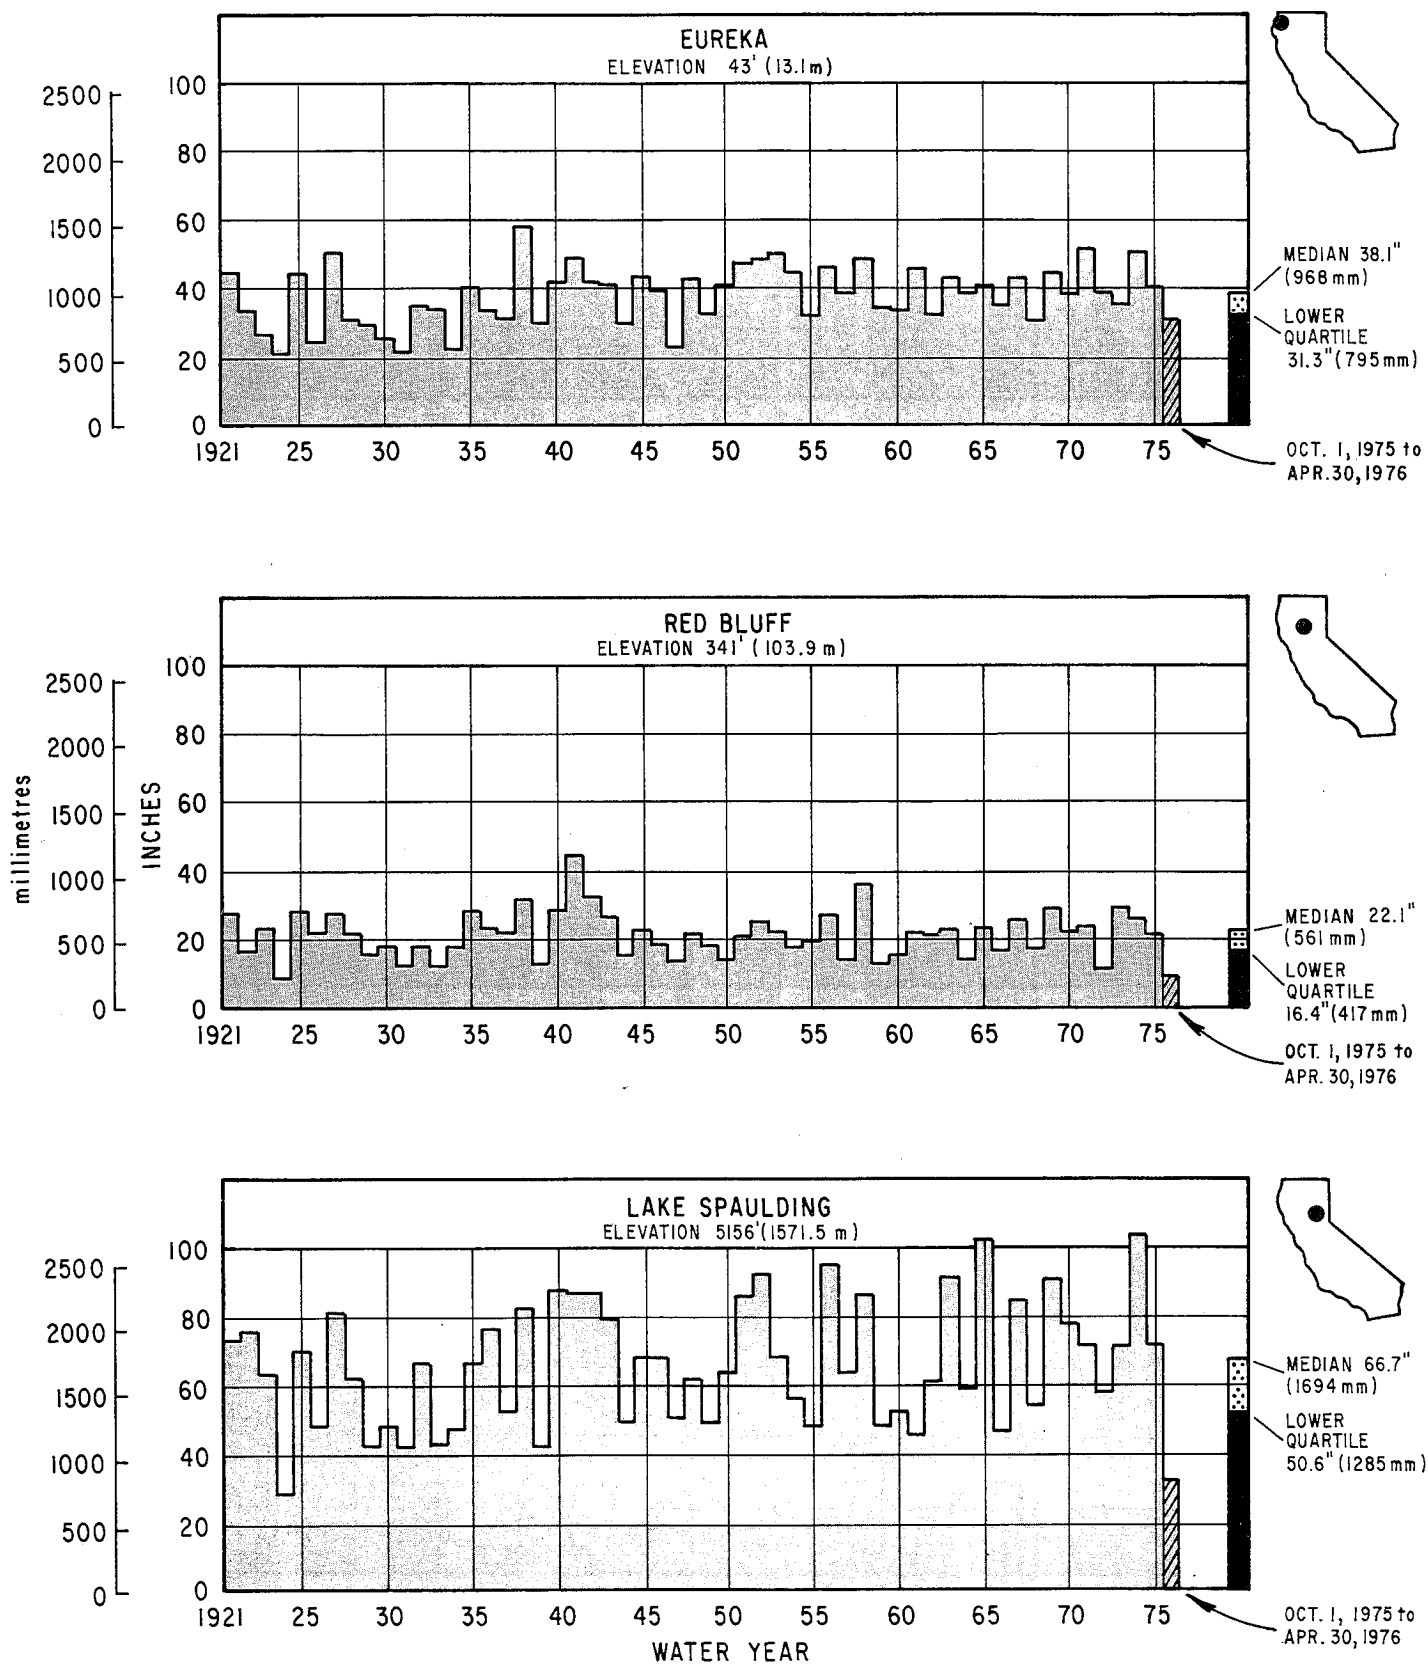 EUREKA
ELEVATION 43' (13.1m)
100
80
60
40
20
0
2500
2000
1500
1000
500
0
1921 25 30 35 40 45 50 55 60 65 70 75
MEDIAN 38.1"
(968 mm)
LOWER
QUARTILE
31.3" (795mm)
OCT. 1, 1975 to
APR. 30, 1976
RED BLUFF
ELEVATION 341' (103.9 m)
millimetres
2500
2000
1500
1000
500
0
INCHES
100
80
60
40
20
0
1921 25 30 35 40 45 50 55 60 65 70 75
MEDIAN 22.1"
(561 mm)
LOWER
QUARTILE
16.4" (417 mm)
OCT. 1, 1975 to
APR. 30, 1976
LAKE SPAULDING
ELEVATION 5156' (1571.5 m)
2500
2000
1500
1000
500
0
100
80
60
40
20
0
1921 25 30 35 40 45 50 55 60 65 70 75
WATER YEAR
MEDIAN 66.7"
(1694 mm)
LOWER
QUARTILE
50.6" (1285 mm)
OCT. 1, 1975 to
APR. 30, 1976